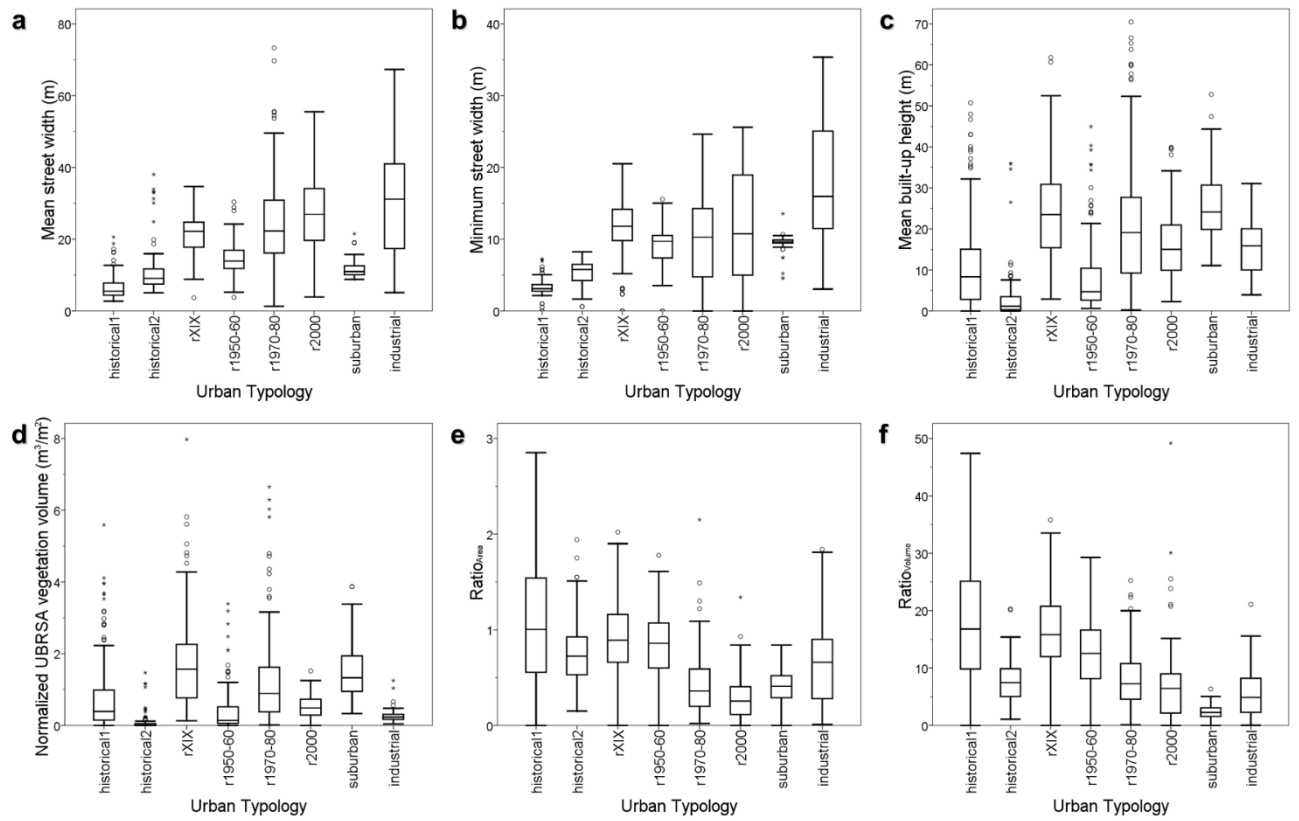 a
80
60
40
20
0
Mean street width (m)
historical1
historical2
rXIX
r1950-60
r1970-80
r2000
suburban
industrial
Urban Typology
b
40
30
20
10
0
Minimum street width (m)
historical1
historical2
rXIX
r1950-60
r1970-80
r2000
suburban
industrial
Urban Typology
c
70
60
50
40
30
20
10
0
Mean built-up height (m)
historical1
historical2
rXIX
r1950-60
r1970-80
r2000
suburban
industrial
Urban Typology
d
8
6
4
2
0
Normalized UBRSA vegetation volume (m³/m²)
historical1
historical2
rXIX
r1950-60
r1970-80
r2000
suburban
industrial
Urban Typology
e
3
2
1
0
Ratio_Area
historical1
historical2
rXIX
r1950-60
r1970-80
r2000
suburban
industrial
Urban Typology
f
50
40
30
20
10
0
Ratio_Volume
historical1
historical2
rXIX
r1950-60
r1970-80
r2000
suburban
industrial
Urban Typology